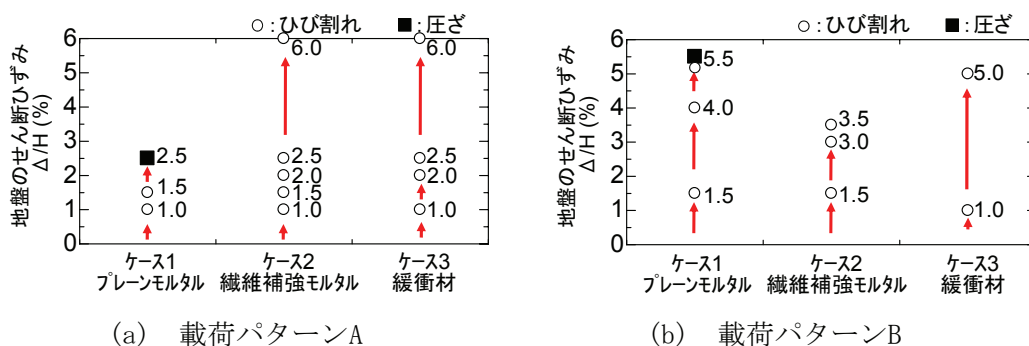 ○：ひび割れ ■：圧ざ
地盤のせん断ひずみ
Δ/H (%)
6
5
4
3
2
1
0
2.5
1.5
1.0
6.0
2.5
2.0
1.5
1.0
6.0
2.5
2.0
1.0
ケース1
プレーンモルタル
ケース2
繊維補強モルタル
ケース3
緩衝材
(a) 載荷パターンA
○：ひび割れ ■：圧ざ
地盤のせん断ひずみ
Δ/H (%)
6
5
4
3
2
1
0
5.5
4.0
1.5
3.5
3.0
1.5
5.0
1.0
ケース1
プレーンモルタル
ケース2
繊維補強モルタル
ケース3
緩衝材
(b) 載荷パターンB